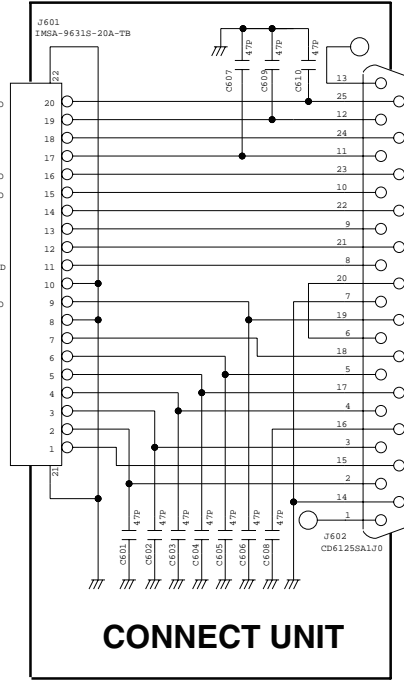 J601
IMSA-9631S-20A-TB
22
20
19
18
17
16
15
14
13
12
11
10
9
8
7
6
5
4
3
2
1
21
47P
47P
47P
C607
C609
C610
13
25
12
24
11
23
10
22
9
21
8
20
7
19
6
18
5
17
4
16
3
15
2
14
1
J602
CD6125SA1J0
47P
47P
47P
47P
47P
47P
47P
C601
C602
C603
C604
C605
C606
C608
D
CONNECT UNIT